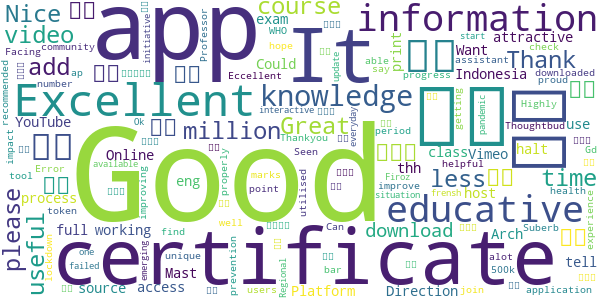 Good
app
It
certificate
Excellent
information
educative
knowledge
course
Nice
video
add
million
Great
Thank
time
less
useful
please
download
exam
Could
print
Want
attractive
Indonesia
halt
use
class
Vimeo
host
thh
Arch
Direction
tell
Platform
Online
YouTube
process
full
working
source
access
Mast
eng
token
Error
tool
impact
recommended
Facing
community
number
initiative
ap
Professor
WHO
hope
Eccellent
update
Ok
interactive
Thankyou
Seen
available
improving
properly
point
marks
utilised
period
Firoz
improve
situation
frensh
able
say
progress
check
assistant
start
downloaded
proud
getting
pandemic
Highly
everyday
Thoughtbud
Gd
helpful
health
experience
Suberb
application
join
users
alot
500k
Can
bar
Regional
well
find
prevention
unique
emerging
one
failed
lockdown